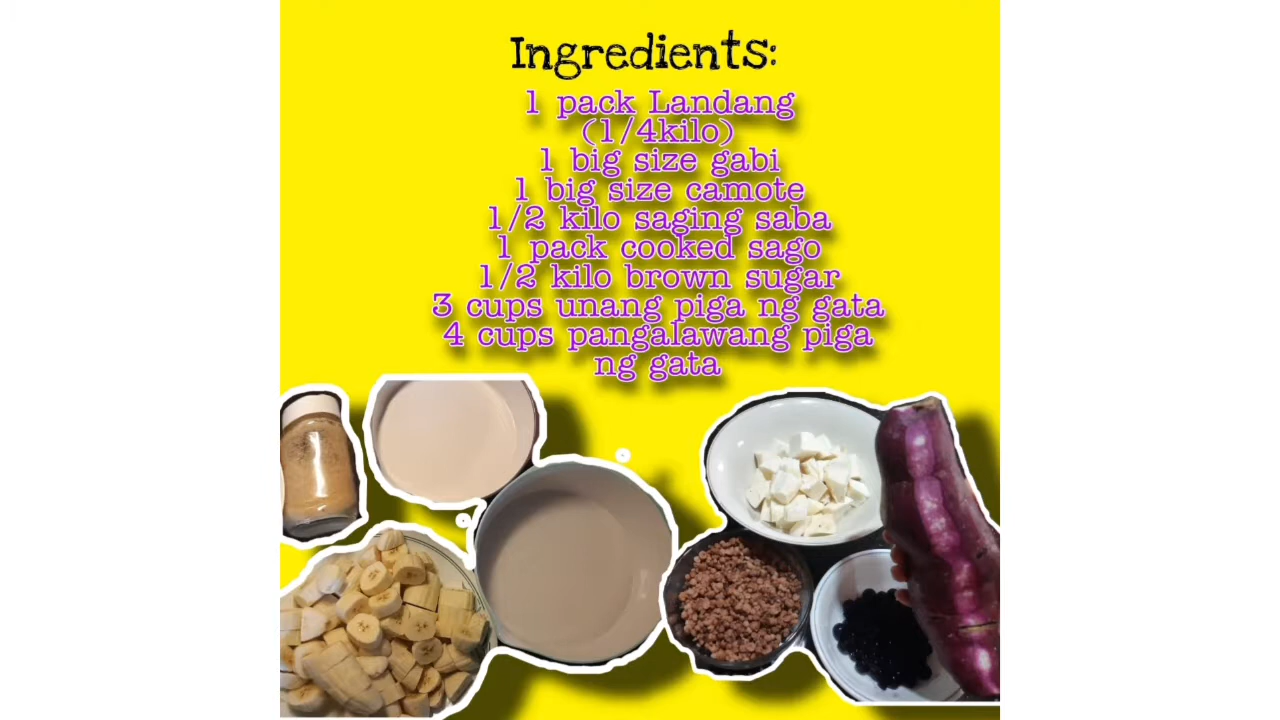 Ingredients:
1 pack Landang
(1/4kilo)
1 big size gabi
1 big size camote
1/2 kilo saging saba
1 pack cooked sago
1/2 kilo brown sugar
3 cups unang piga ng gata
4 cups pangalawang piga
ng gata